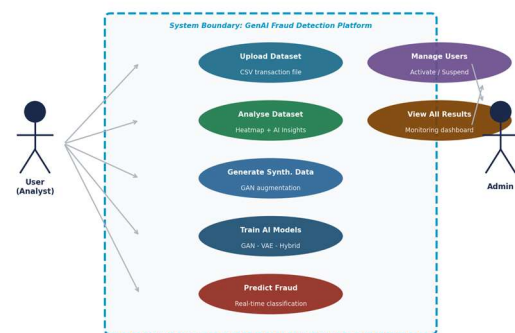 System Boundary: GenAI Fraud Detection Platform
Upload Dataset
CSV transaction file
Manage Users
Activate / Suspend
Analyse Dataset
Heatmap + AI Insights
View All Results
Monitoring dashboard
Generate Synth. Data
GAN augmentation
User
(Analyst)
Admin
Train AI Models
GAN - VAE - Hybrid
Predict Fraud
Real-time classification